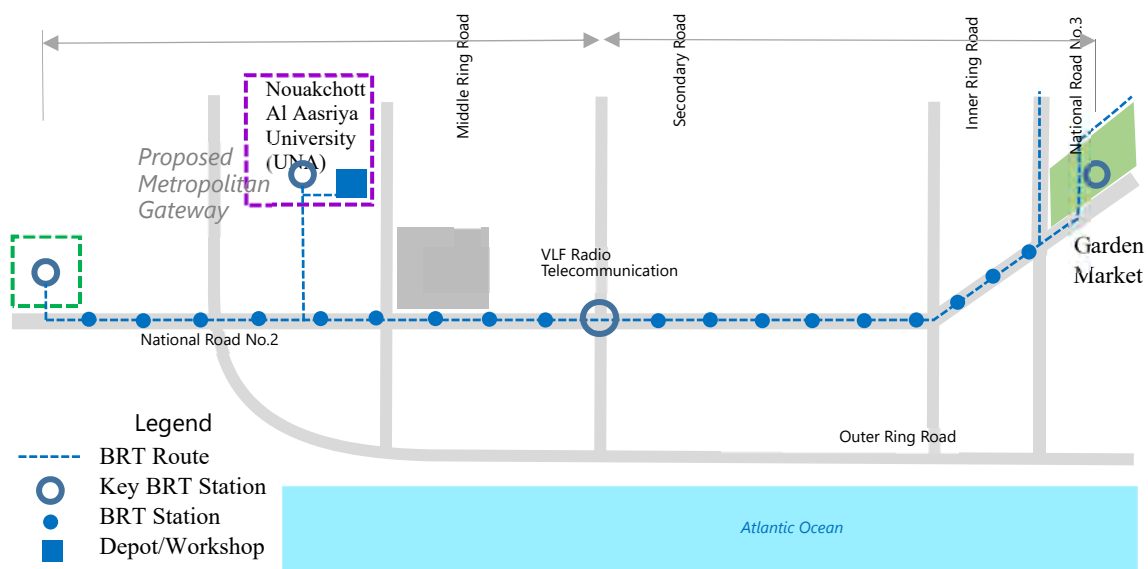 Middle Ring Road
Secondary Road
Inner Ring Road
National Road No.3
Nouakchott
Al Aasriya
University
(UNA)
Proposed
Metropolitan
Gateway
VLF Radio
Telecommunication
Garden
Market
National Road No.2
Legend
BRT Route
Key BRT Station
BRT Station
Depot/Workshop
Outer Ring Road
Atlantic Ocean